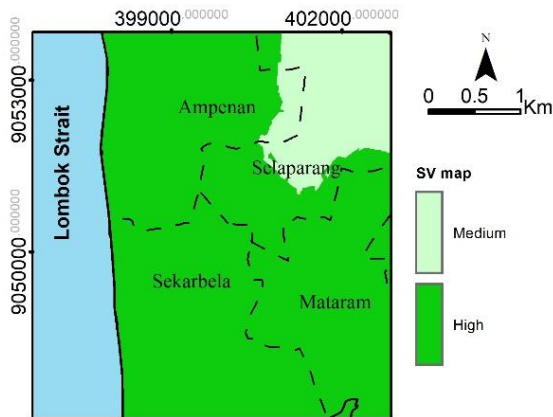 399000.000000
402000.000000
9053000.000000
9050000.000000
Lombok Strait
Ampenan
Selaparang
Sekarbela
Mataram
N
0 0.5 1 Km
SV map
Medium
High